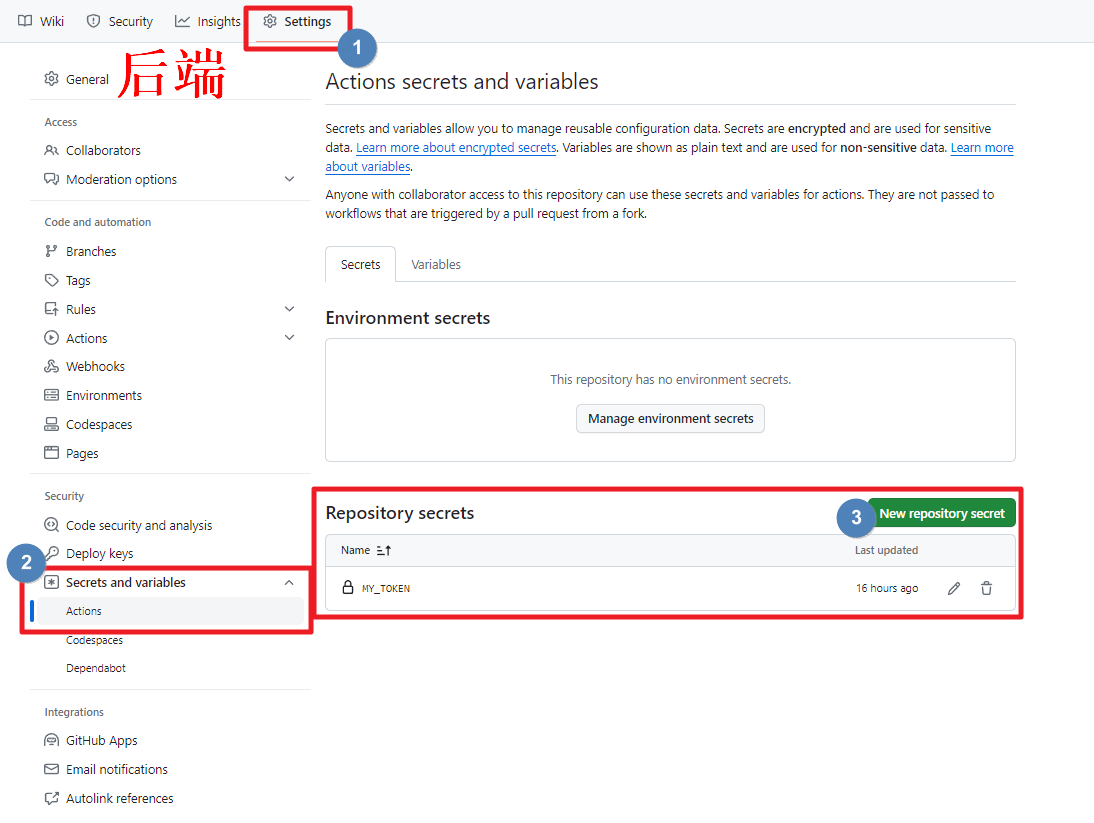 Wiki Security Insights Settings
1
后端
General
Access
Collaborators
Moderation options
Code and automation
Branches
Tags
Rules
Actions
Webhooks
Environments
Codespaces
Pages
Security
Code security and analysis
Deploy keys
2
Secrets and variables
Actions
Codespaces
Dependabot
Integrations
GitHub Apps
Email notifications
Autolink references
Actions secrets and variables
Secrets and variables allow you to manage reusable configuration data. Secrets are encrypted and are used for sensitive
data. Learn more about encrypted secrets. Variables are shown as plain text and are used for non-sensitive data. Learn more
about variables.
Anyone with collaborator access to this repository can use these secrets and variables for actions. They are not passed to
workflows that are triggered by a pull request from a fork.
Secrets Variables
Environment secrets
This repository has no environment secrets.
Manage environment secrets
Repository secrets
3
New repository secret
Name Last updated
MY_TOKEN 16 hours ago